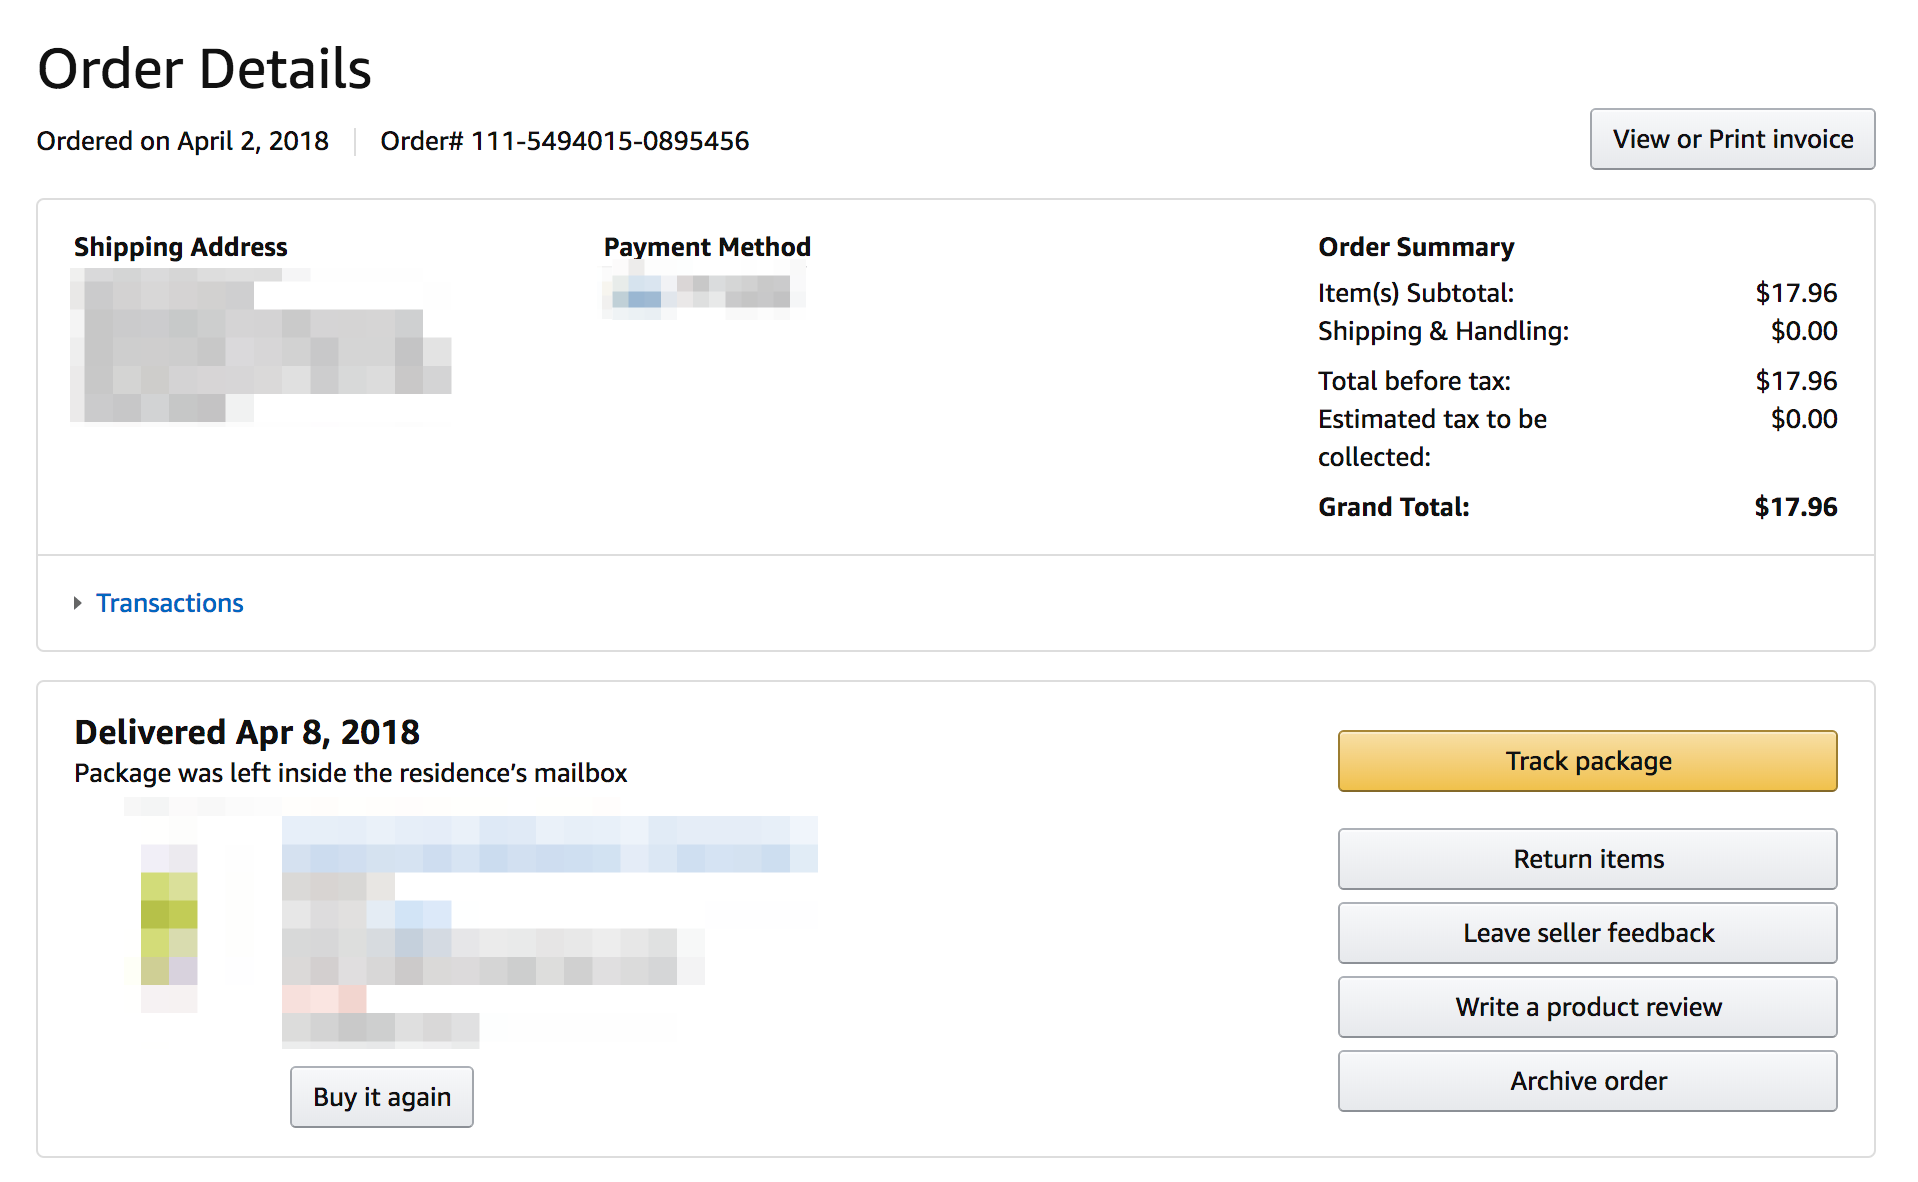 Order Details
Ordered on April 2, 2018 Order# 111-5494015-0895456
View or Print invoice
Shipping Address
Payment Method
Order Summary
Item(s) Subtotal: $17.96
Shipping & Handling: $0.00
Total before tax: $17.96
Estimated tax to be $0.00
collected:
Grand Total: $17.96
Transactions
Delivered Apr 8, 2018
Package was left inside the residence's mailbox
Buy it again
Track package
Return items
Leave seller feedback
Write a product review
Archive order